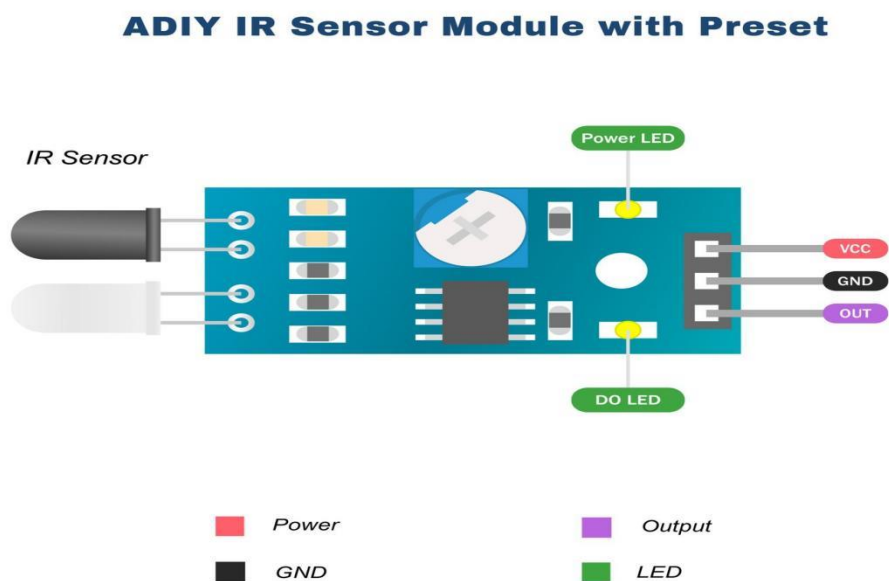 ADIY IR Sensor Module with Preset
Power LED
IR Sensor
VCC
GND
OUT
DO LED
Power
Output
GND
LED